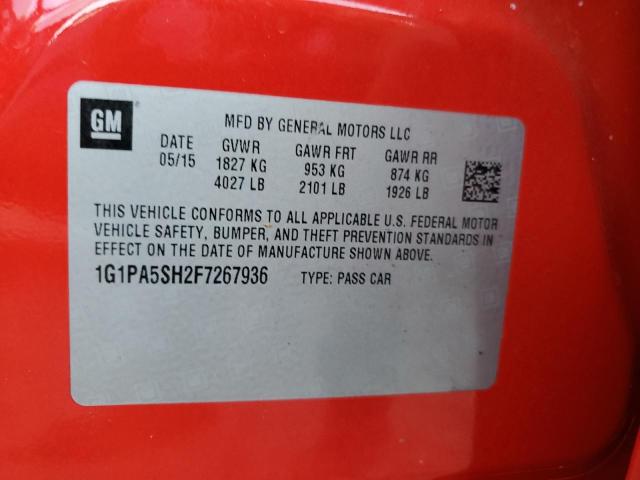 GM
MFD BY GENERAL MOTORS LLC
DATE GVWR GAWR FRT GAWR RR
05/15 1827 KG 953 KG 874 KG
4027 LB 2101 LB 1926 LB
THIS VEHICLE CONFORMS TO ALL APPLICABLE U.S. FEDERAL MOTOR
VEHICLE SAFETY, BUMPER, AND THEFT PREVENTION STANDARDS IN
EFFECT ON THE DATE OF MANUFACTURE SHOWN ABOVE.
1G1PA5SH2F7267936 TYPE: PASS CAR